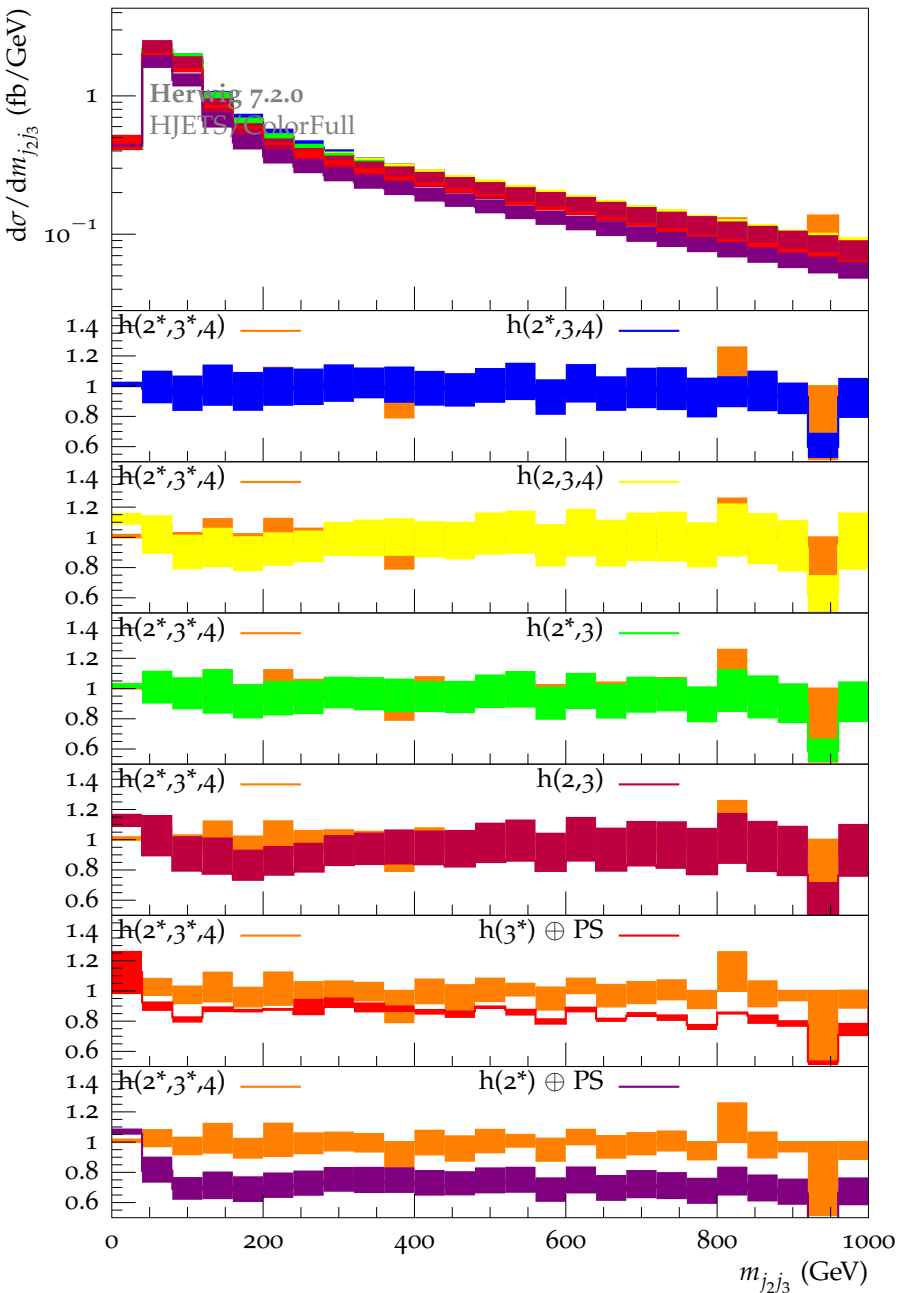 dσ/dm_{j₂j₃} (fb/GeV)
1
10⁻¹
Herwig 7.2.0
HJETS/ColorFull
h(2*,3*,4) h(2*,3,4)
1.4
1.2
1
0.8
0.6
h(2*,3*,4) h(2,3,4)
1.4
1.2
1
0.8
0.6
h(2*,3*,4) h(2*,3)
1.4
1.2
1
0.8
0.6
h(2*,3*,4) h(2,3)
1.4
1.2
1
0.8
0.6
h(2*,3*,4) h(3*) ⊕ PS
1.4
1.2
1
0.8
0.6
h(2*,3*,4) h(2*) ⊕ PS
1.4
1.2
1
0.8
0.6
0 200 400 600 800 1000
m_{j₂j₃} (GeV)